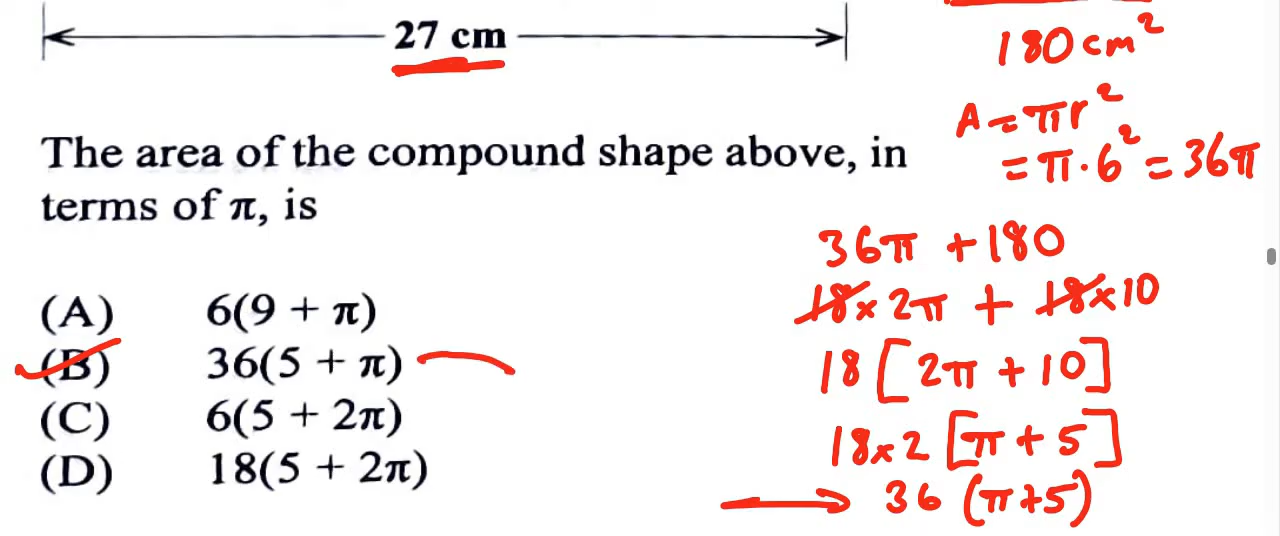 27 cm
180 cm²
A = πr²
= π · 6² = 36π
The area of the compound shape above, in
terms of π, is
36π + 180
18 × 2π + 18 × 10
18 [2π + 10]
18 × 2 [π + 5]
36 (π + 5)
(A) 6(9 + π)
(B) 36(5 + π)
(C) 6(5 + 2π)
(D) 18(5 + 2π)